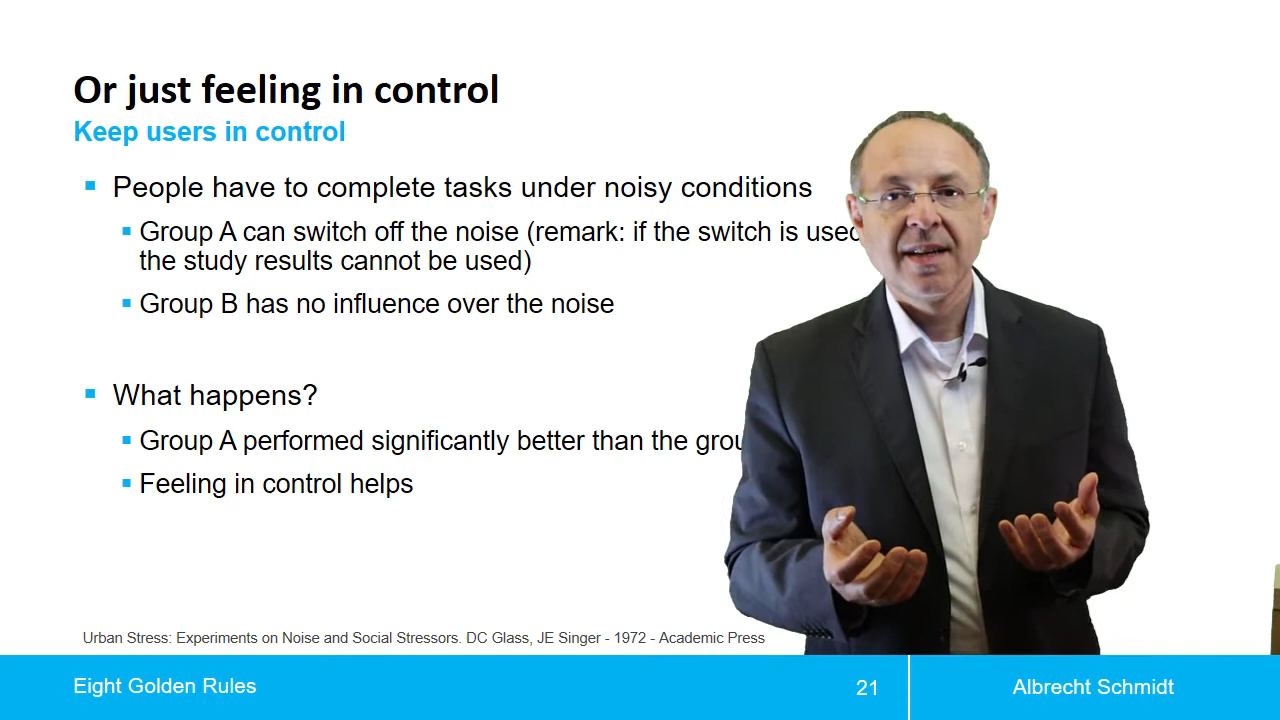 Or just feeling in control
Keep users in control
People have to complete tasks under noisy conditions
Group A can switch off the noise (remark: if the switch is used
the study results cannot be used)
Group B has no influence over the noise
What happens?
Group A performed significantly better than the
Feeling in control helps
Urban Stress: Experiments on Noise and Social Stressors. DC Glass, JE Singer - 1972 - Academic Press
Eight Golden Rules
21
Albrecht Schmidt